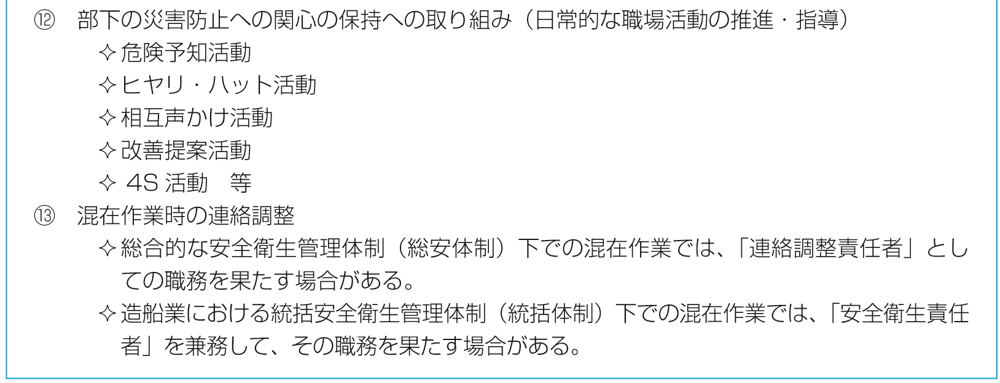 ⑫　部下の災害防止への関心の保持への取り組み（日常的な職場活動の推進・指導）
✧危険予知活動
✧ヒヤリ・ハット活動
✧相互声かけ活動
✧改善提案活動
✧ 4S 活動　等
⑬　混在作業時の連絡調整
✧総合的な安全衛生管理体制（総安体制）下での混在作業では、「連絡調整責任者」とし
ての職務を果たす場合がある。
✧造船業における統括安全衛生管理体制（統括体制）下での混在作業では、「安全衛生責任
者」を兼務して、その職務を果たす場合がある。